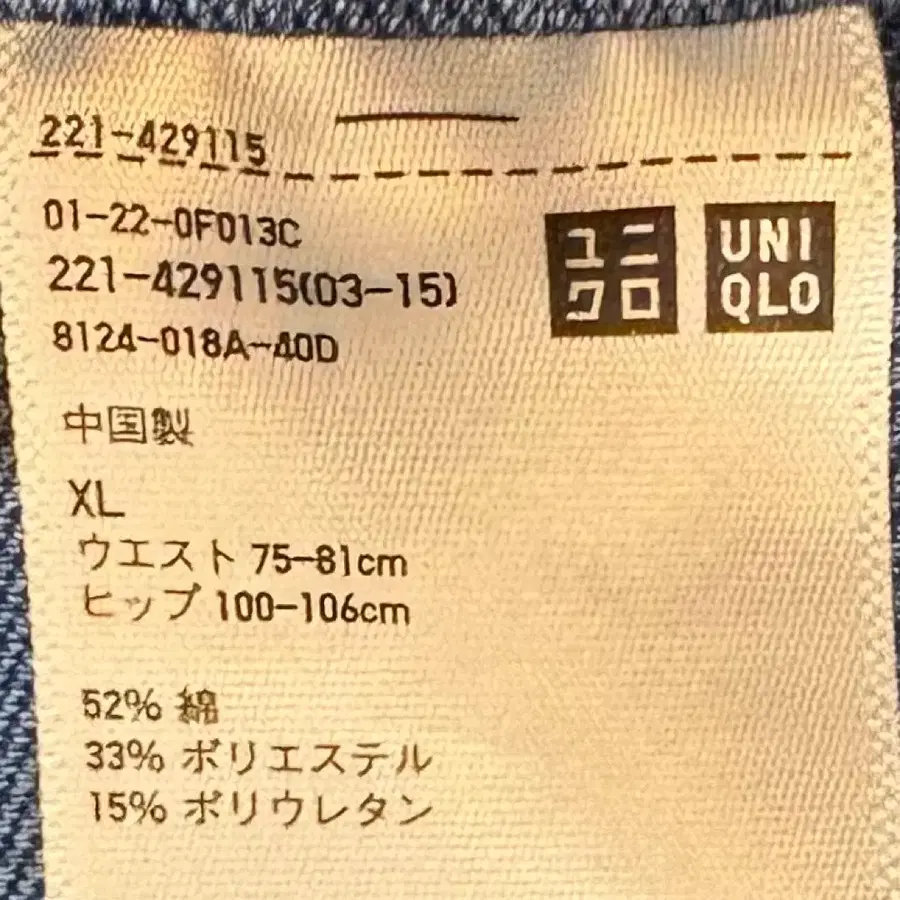 221-429115
01-22-0F013C
221-429115(03-15)
8124-018A-40D
ユニ
クロ
UNI
QLO
中国製
XL
ウエスト 75-81cm
ヒップ 100-106cm
52% 綿
33% ポリエステル
15% ポリウレタン